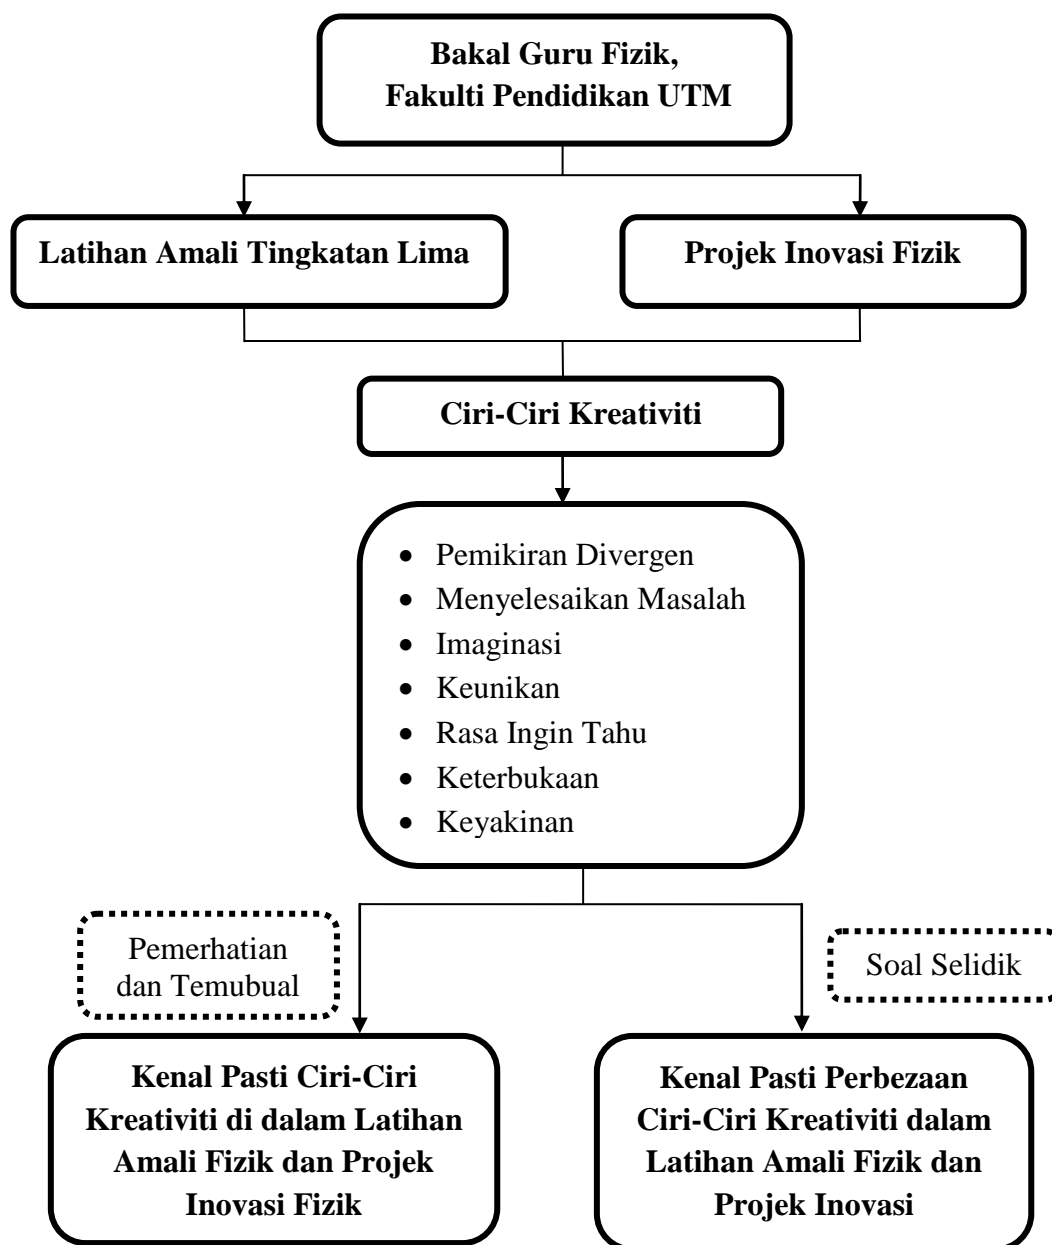 Bakal Guru Fizik,
Fakulti Pendidikan UTM
Latihan Amali Tingkatan Lima
Projek Inovasi Fizik
Ciri-Ciri Kreativiti
• Pemikiran Divergen
• Menyelesaikan Masalah
• Imaginasi
• Keunikan
• Rasa Ingin Tahu
• Keterbukaan
• Keyakinan
Pemerhatian
dan Temubual
Soal Selidik
Kenal Pasti Ciri-Ciri
Kreativiti di dalam Latihan
Amali Fizik dan Projek
Inovasi Fizik
Kenal Pasti Perbezaan
Ciri-Ciri Kreativiti dalam
Latihan Amali Fizik dan
Projek Inovasi